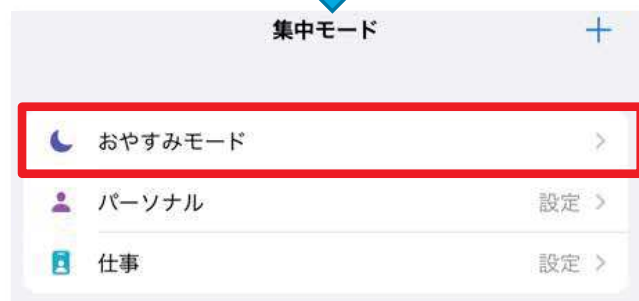 集中モード
おやすみモード
パーソナル 設定
仕事 設定